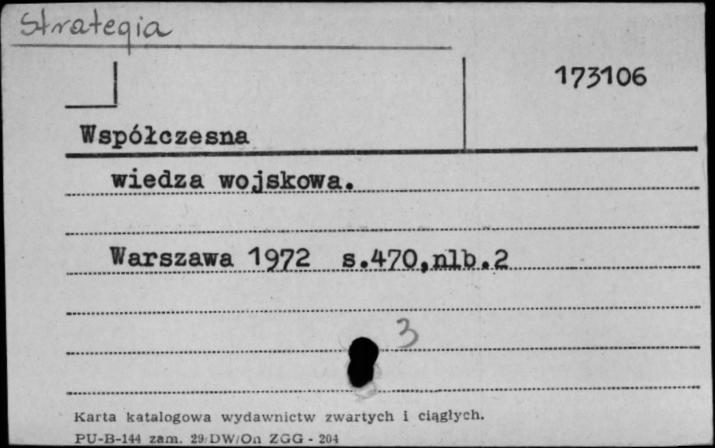 Strategia
173106
Współczesna
wiedza wojskowa.
Warszawa 1972 s.470,nlb.2
3
Karta katalogowa wydawnictw zwartych i ciągłych.
PU-B-144 zam. 29/DW/On ZGG - 204